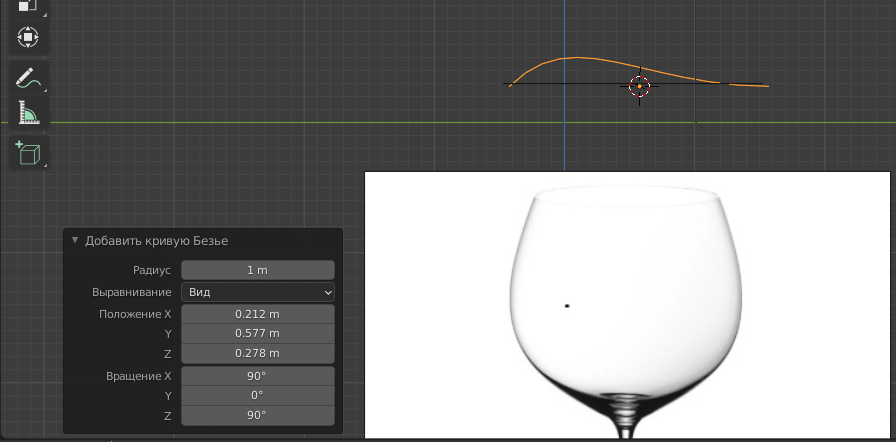 Добавить кривую Безье
Радиус 1 m
Выравнивание Вид
Положение X 0.212 m
Y 0.577 m
Z 0.278 m
Вращение X 90°
Y 0°
Z 90°